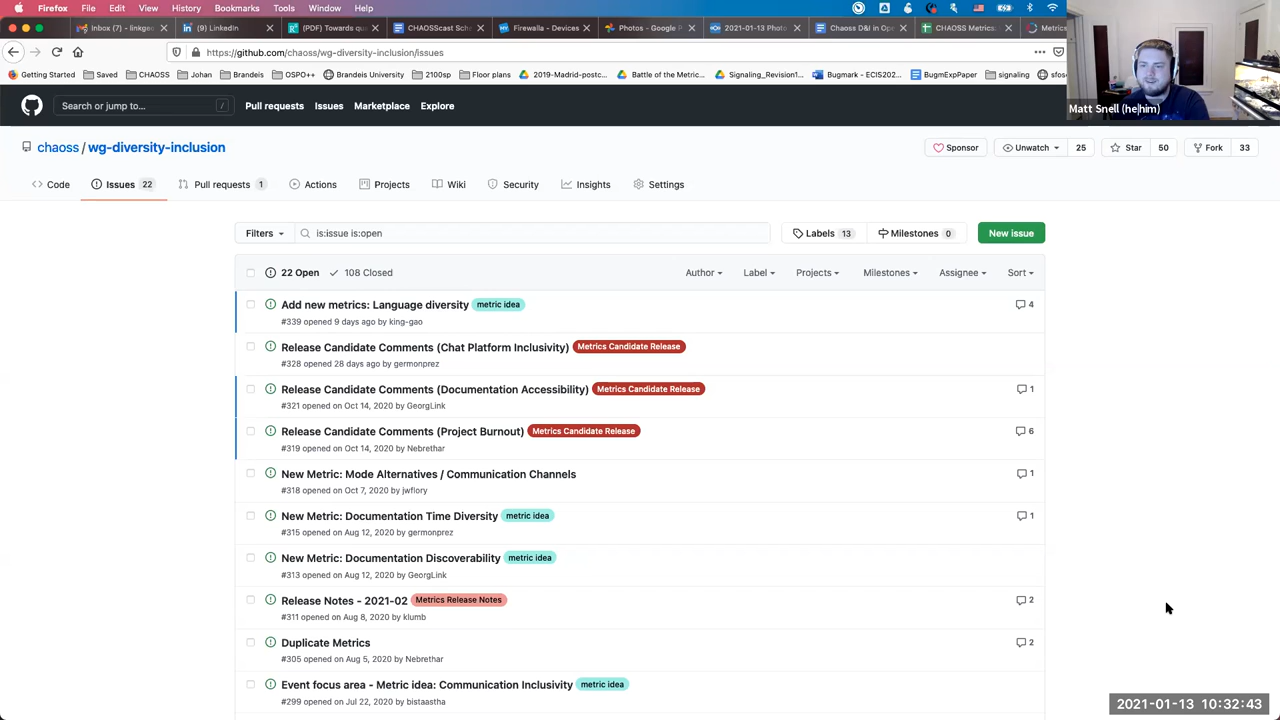 Firefox File Edit View History Bookmarks Tools Window Help
Inbox (7) - linkgeo
(9) LinkedIn
(PDF) Towards qu
CHAOSScast Sche
Firewalla - Devices
Photos - Google P
2021-01-13 Photo
Chaoss D&I in Ope
CHAOSS Metrics
Metrics
https://github.com/chaoss/wg-diversity-inclusion/issues
Getting Started Saved CHAOSS Johan Brandeis OSPO++ Brandeis University 2100sp Floor plans 2019-Madrid-postc... Battle of the Metric... Signaling_Revision1... Bugmark - ECIS202... BugmExpPaper signaling sfosc
Matt Snell (he|him)
Search or jump to... / Pull requests Issues Marketplace Explore
chaoss / wg-diversity-inclusion
Sponsor Unwatch 25 Star 50 Fork 33
Code Issues 22 Pull requests 1 Actions Projects Wiki Security Insights Settings
Filters is:issue is:open Labels 13 Milestones 0 New issue
22 Open 108 Closed Author Label Projects Milestones Assignee Sort
Add new metrics: Language diversity metric idea 4
#339 opened 9 days ago by king-gao
Release Candidate Comments (Chat Platform Inclusivity) Metrics Candidate Release
#328 opened 28 days ago by germonprez
Release Candidate Comments (Documentation Accessibility) Metrics Candidate Release 1
#321 opened on Oct 14, 2020 by GeorgLink
Release Candidate Comments (Project Burnout) Metrics Candidate Release 6
#319 opened on Oct 14, 2020 by Nebrethar
New Metric: Mode Alternatives / Communication Channels 1
#318 opened on Oct 7, 2020 by jwflory
New Metric: Documentation Time Diversity metric idea 1
#315 opened on Aug 12, 2020 by germonprez
New Metric: Documentation Discoverability metric idea
#313 opened on Aug 12, 2020 by GeorgLink
Release Notes - 2021-02 Metrics Release Notes 2
#311 opened on Aug 8, 2020 by klumb
Duplicate Metrics 2
#305 opened on Aug 5, 2020 by Nebrethar
Event focus area - Metric idea: Communication Inclusivity metric idea
#299 opened on Jul 22, 2020 by bistaastha
2021-01-13 10:32:43